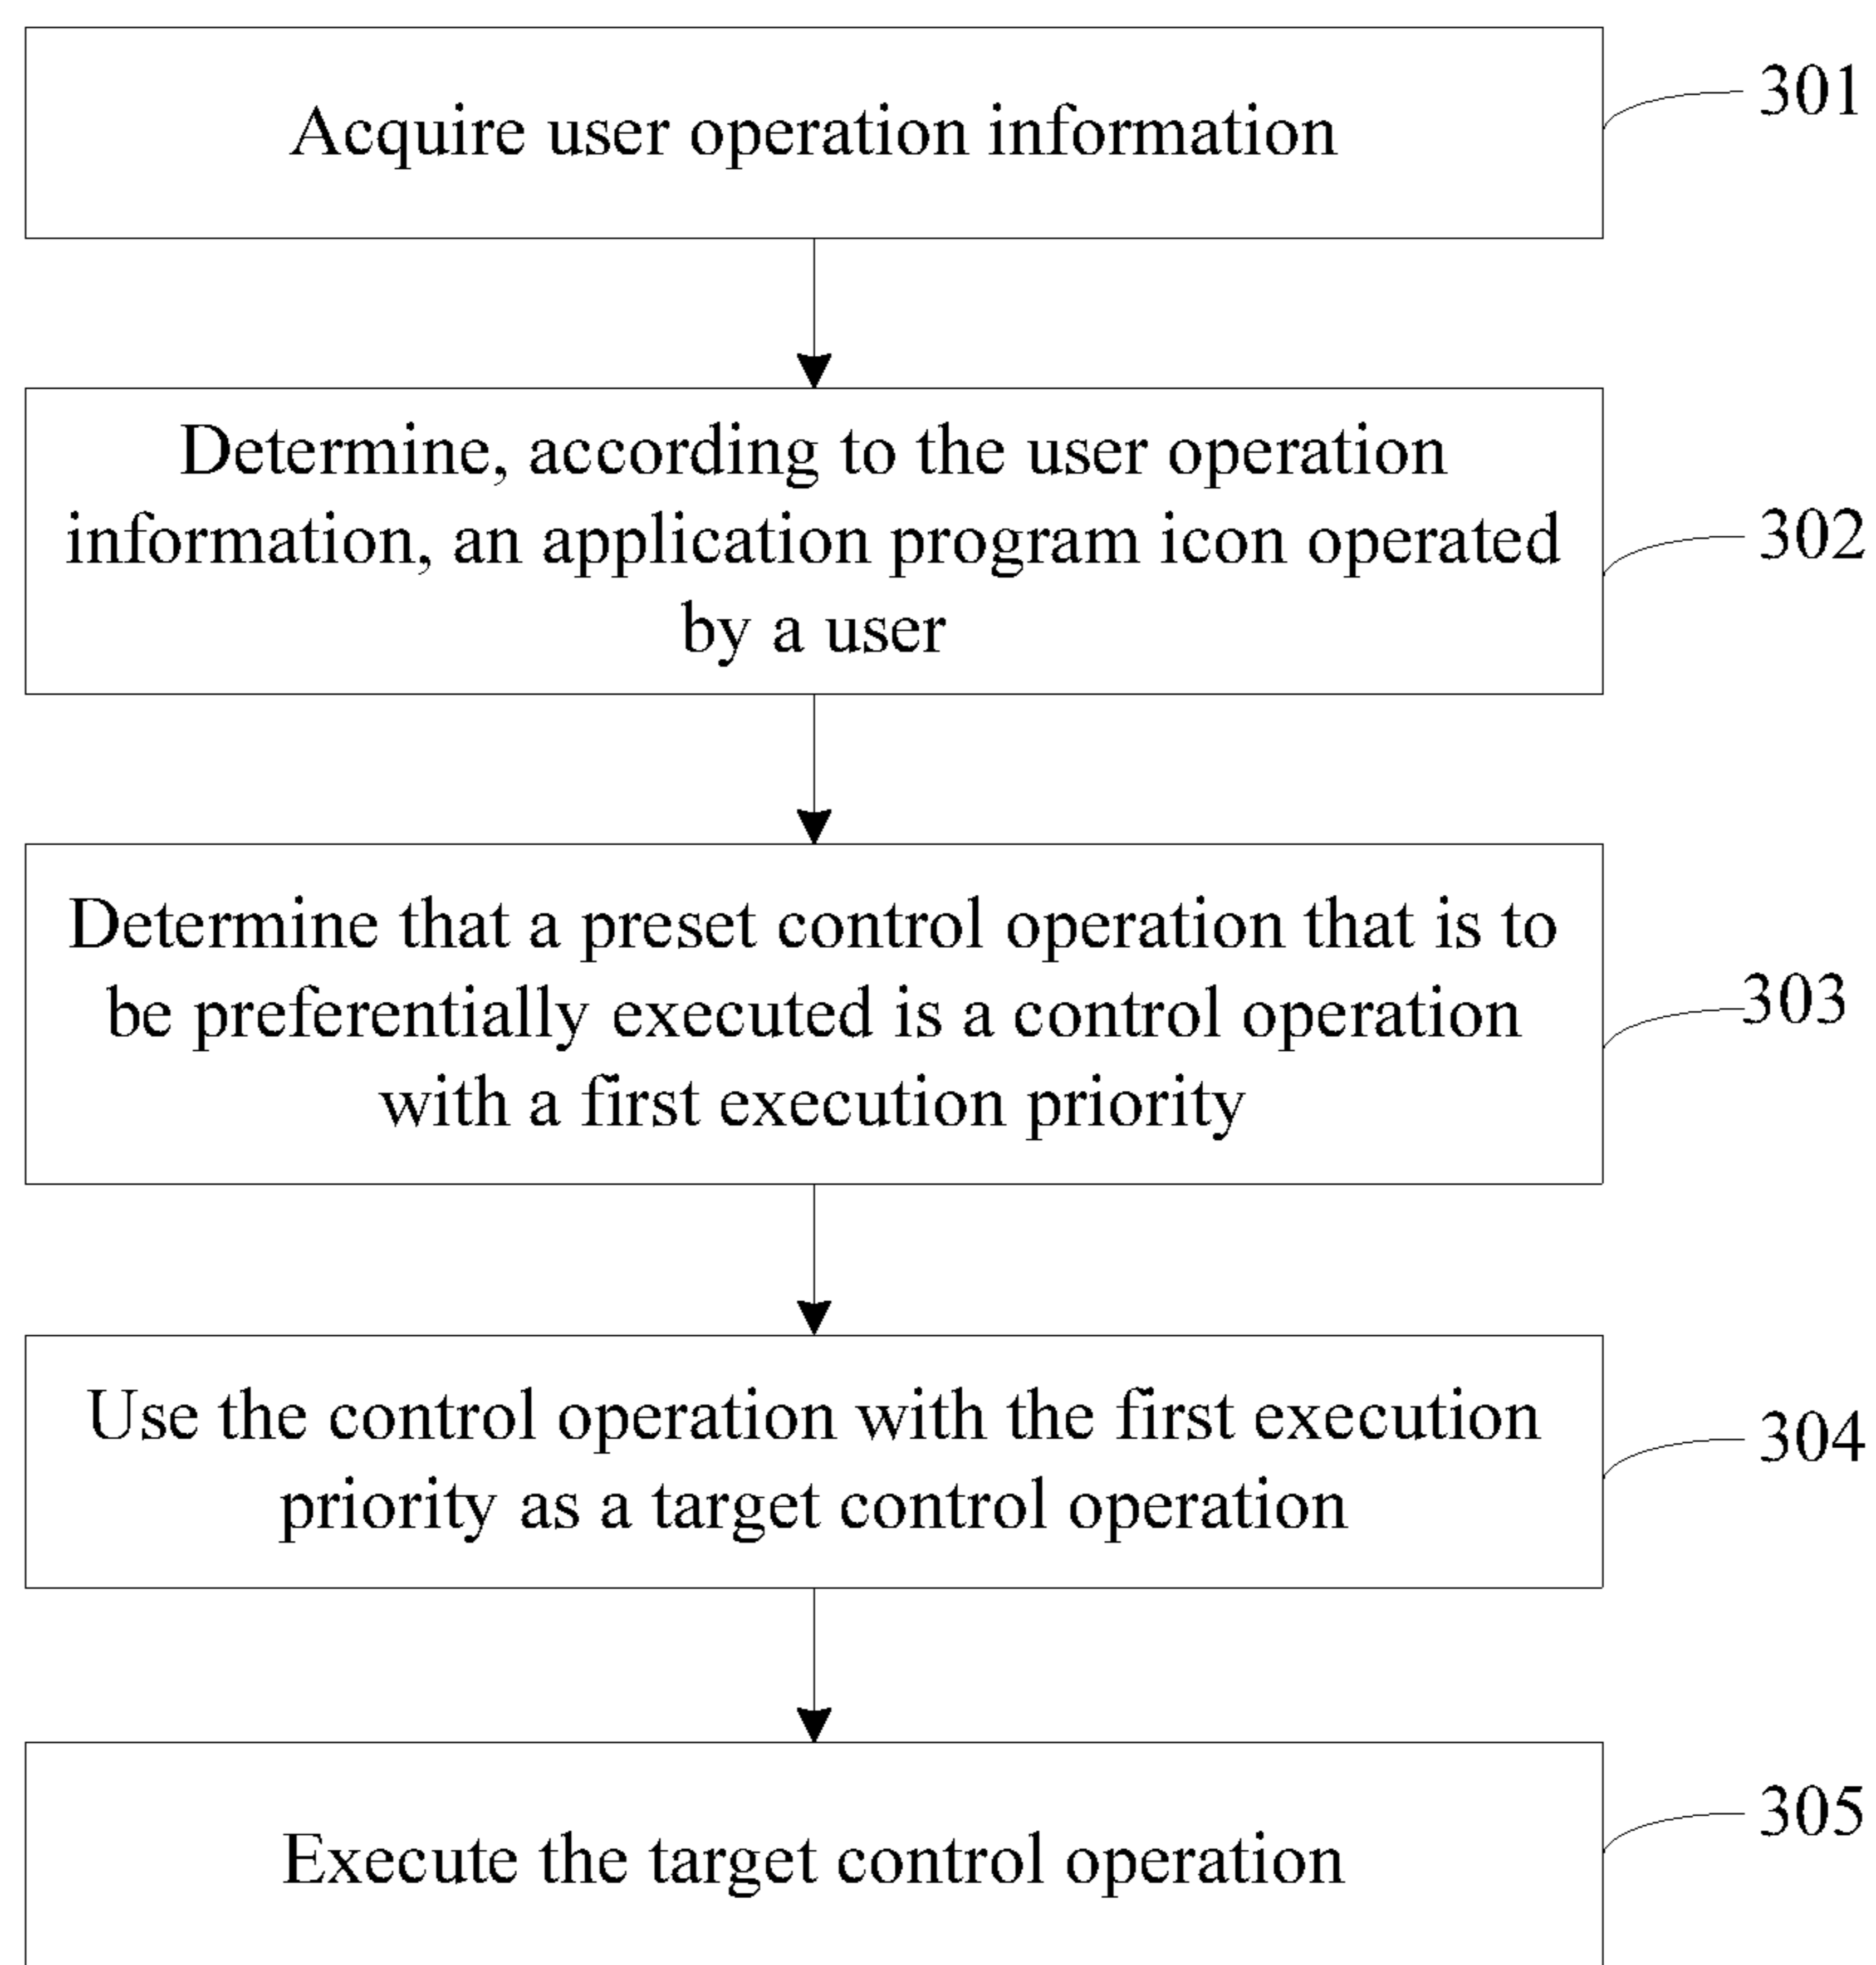 Acquire user operation information
301
Determine, according to the user operation
information, an application program icon operated
by a user
302
Determine that a preset control operation that is to
be preferentially executed is a control operation
with a first execution priority
303
Use the control operation with the first execution
priority as a target control operation
304
Execute the target control operation
305